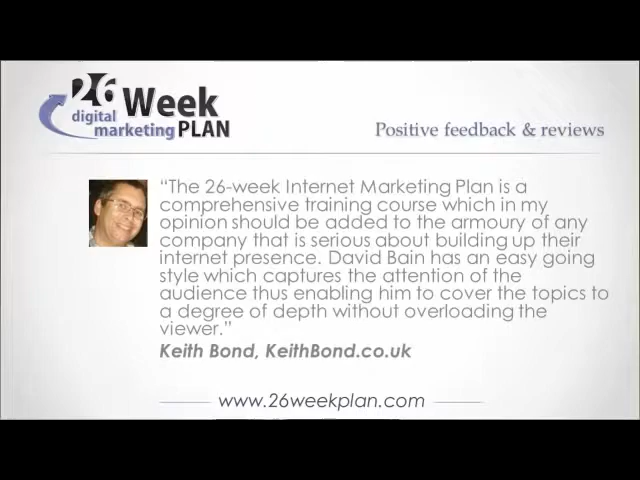 26 Week
digital
marketing PLAN
Positive feedback & reviews
“The 26-week Internet Marketing Plan is a
comprehensive training course which in my
opinion should be added to the armoury of any
company that is serious about building up their
internet presence. David Bain has an easy going
style which captures the attention of the
audience thus enabling him to cover the topics to
a degree of depth without overloading the
viewer.”
Keith Bond, KeithBond.co.uk
www.26weekplan.com